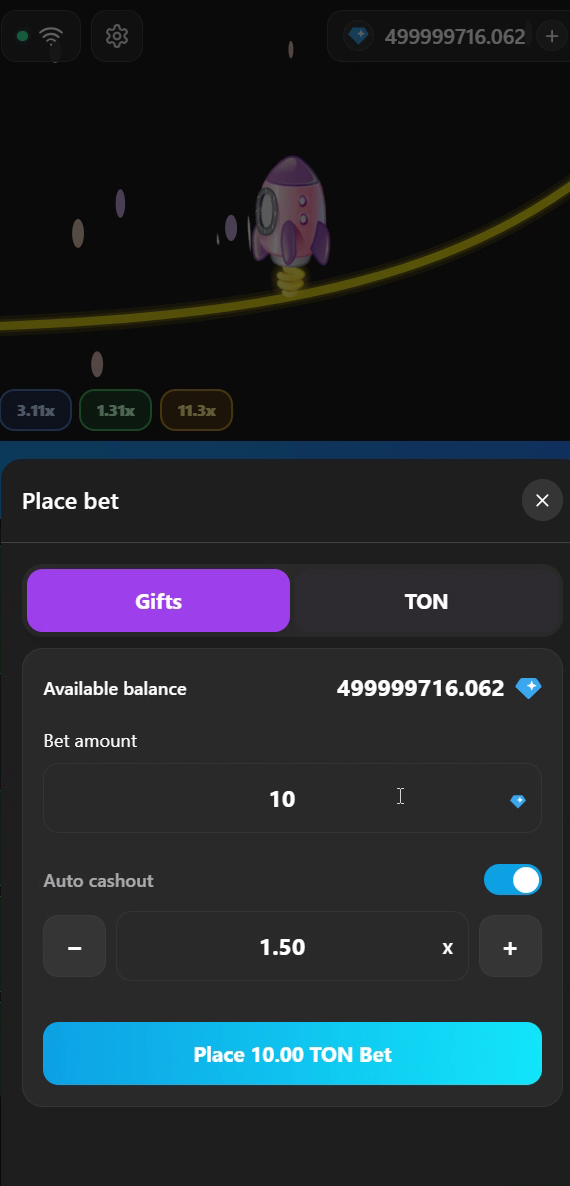 499999716.062 +
3.11x 1.31x 11.3x
Place bet
Gifts TON
Available balance 499999716.062
Bet amount
10
Auto cashout
− 1.50 x +
Place 10.00 TON Bet